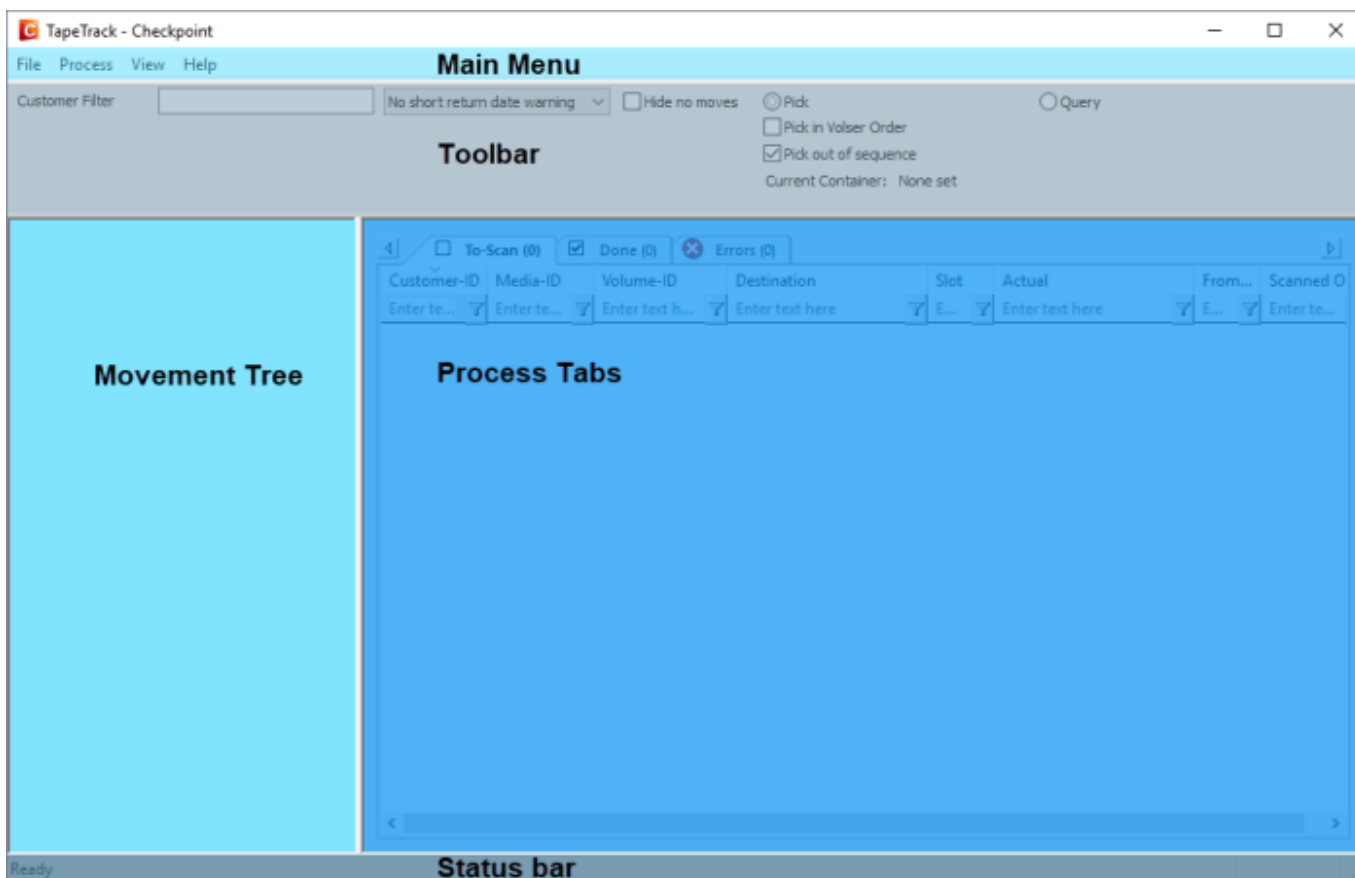 TapeTrack - Checkpoint
File Process View Help Main Menu
Customer Filter No short return date warning Hide no moves Pick Query
Pick in Volser Order
Toolbar Pick out of sequence
Current Container: None set
To-Scan (0) Done (0) Errors (0)
Customer-ID Media-ID Volume-ID Destination Slot Actual From... Scanned O
Enter te... Enter te... Enter text h... Enter text here E... Enter text here E... Enter te...
Movement Tree Process Tabs
Ready Status bar